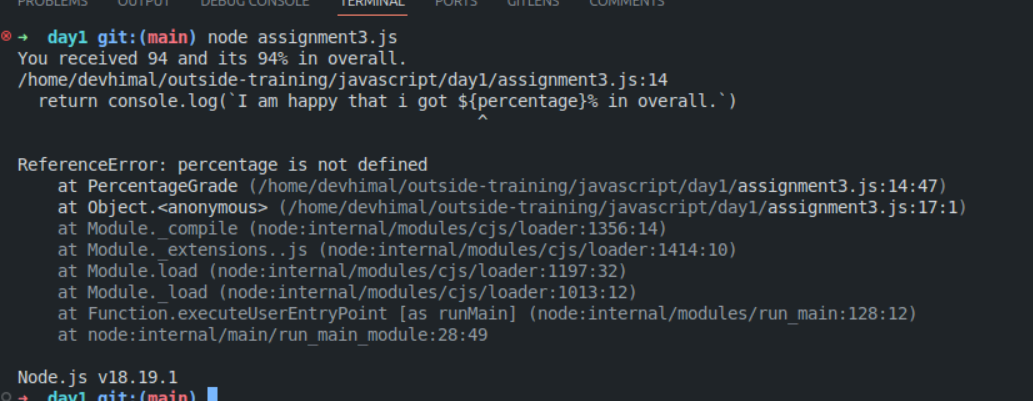 PROBLEMS OUTPUT DEBUG CONSOLE TERMINAL PORTS GITLENS COMMENTS
➜ day1 git:(main) node assignment3.js
You received 94 and its 94% in overall.
/home/devhimal/outside-training/javascript/day1/assignment3.js:14
  return console.log(`I am happy that i got ${percentage}% in overall.`)
                                              ^
ReferenceError: percentage is not defined
    at PercentageGrade (/home/devhimal/outside-training/javascript/day1/assignment3.js:14:47)
    at Object.<anonymous> (/home/devhimal/outside-training/javascript/day1/assignment3.js:17:1)
    at Module._compile (node:internal/modules/cjs/loader:1356:14)
    at Module._extensions..js (node:internal/modules/cjs/loader:1414:10)
    at Module.load (node:internal/modules/cjs/loader:1197:32)
    at Module._load (node:internal/modules/cjs/loader:1013:12)
    at Function.executeUserEntryPoint [as runMain] (node:internal/modules/run_main:128:12)
    at node:internal/main/run_main_module:28:49
Node.js v18.19.1
➜ day1 git:(main)